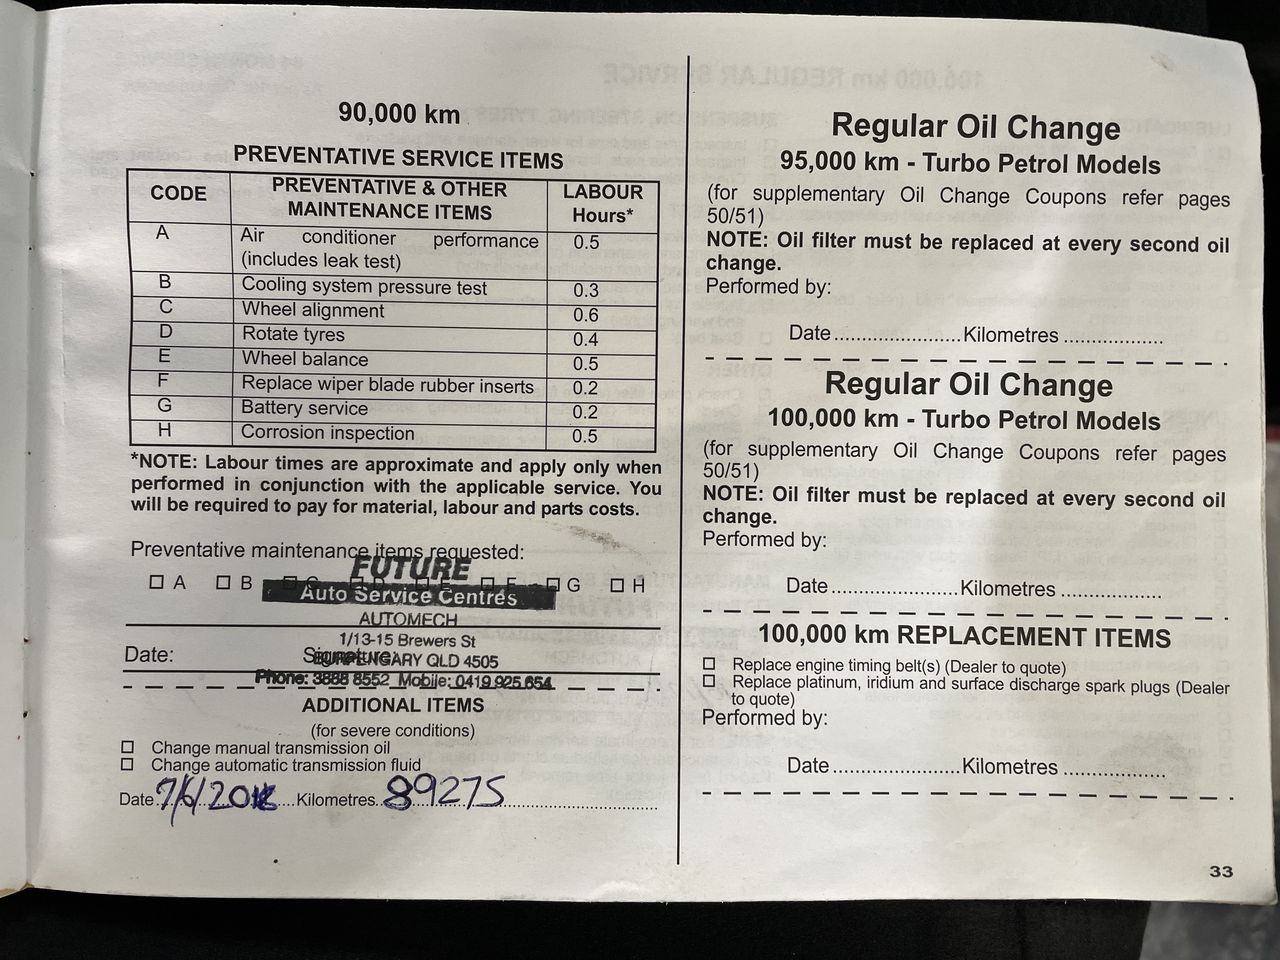 90,000 km
PREVENTATIVE SERVICE ITEMS
CODE PREVENTATIVE & OTHER MAINTENANCE ITEMS LABOUR Hours*
A Air conditioner performance (includes leak test) 0.5
B Cooling system pressure test 0.3
C Wheel alignment 0.6
D Rotate tyres 0.4
E Wheel balance 0.5
F Replace wiper blade rubber inserts 0.2
G Battery service 0.2
H Corrosion inspection 0.5
*NOTE: Labour times are approximate and apply only when
performed in conjunction with the applicable service. You
will be required to pay for material, labour and parts costs.
Preventative maintenance items requested:
☐ A ☐ B ☐ C ☐ D ☐ E ☐ F ☐ G ☐ H
FUTURE
Auto Service Centres
AUTOMECH
1/13-15 Brewers St
Date: Signature:
BURPENGARY QLD 4505
Phone: 3888 8552 Mobile: 0419 925 654
ADDITIONAL ITEMS
(for severe conditions)
☐ Change manual transmission oil
☐ Change automatic transmission fluid
Date 7/6/201 Kilometres 89275
Regular Oil Change
95,000 km - Turbo Petrol Models
(for supplementary Oil Change Coupons refer pages
50/51)
NOTE: Oil filter must be replaced at every second oil
change.
Performed by:
Date.......................Kilometres ..................
Regular Oil Change
100,000 km - Turbo Petrol Models
(for supplementary Oil Change Coupons refer pages
50/51)
NOTE: Oil filter must be replaced at every second oil
change.
Performed by:
Date.......................Kilometres ..................
100,000 km REPLACEMENT ITEMS
☐ Replace engine timing belt(s) (Dealer to quote)
☐ Replace platinum, iridium and surface discharge spark plugs (Dealer
to quote)
Performed by:
Date.......................Kilometres ..................
33